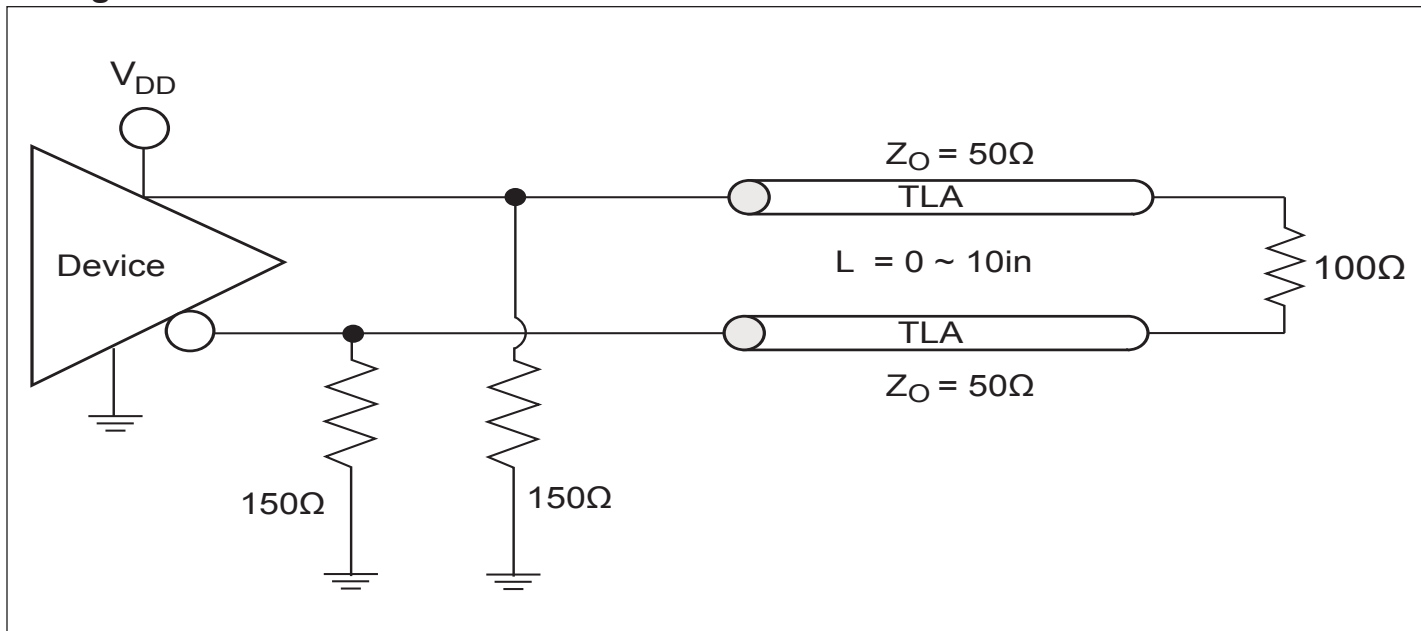 V_DD
Z_O = 50Ω
TLA
Device
L = 0 ~ 10in
100Ω
TLA
Z_O = 50Ω
150Ω
150Ω